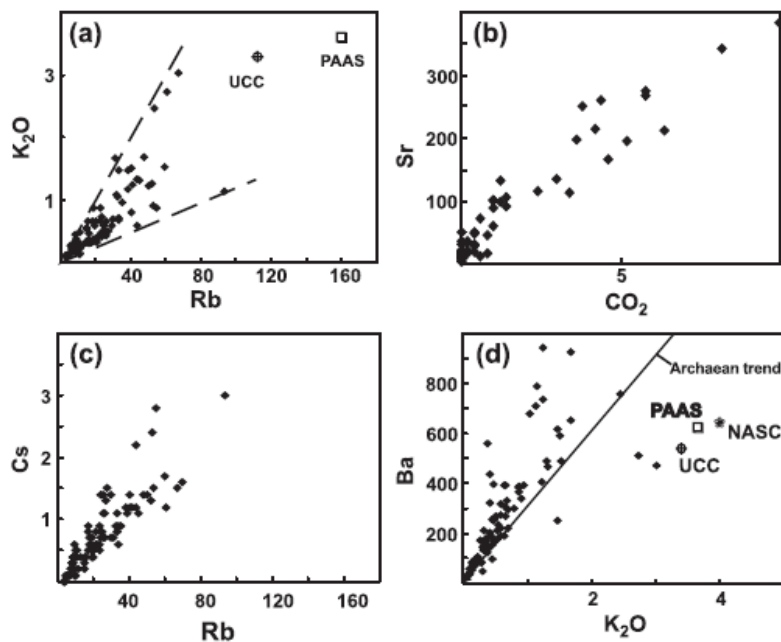 (a)
K2O
3
1
UCC
PAAS
40
80
120
160
Rb
(b)
Sr
300
200
100
5
CO2
(c)
Cs
3
2
1
40
80
120
160
Rb
(d)
Ba
800
600
400
200
Archaean trend
PAAS
NASC
UCC
2
4
K2O